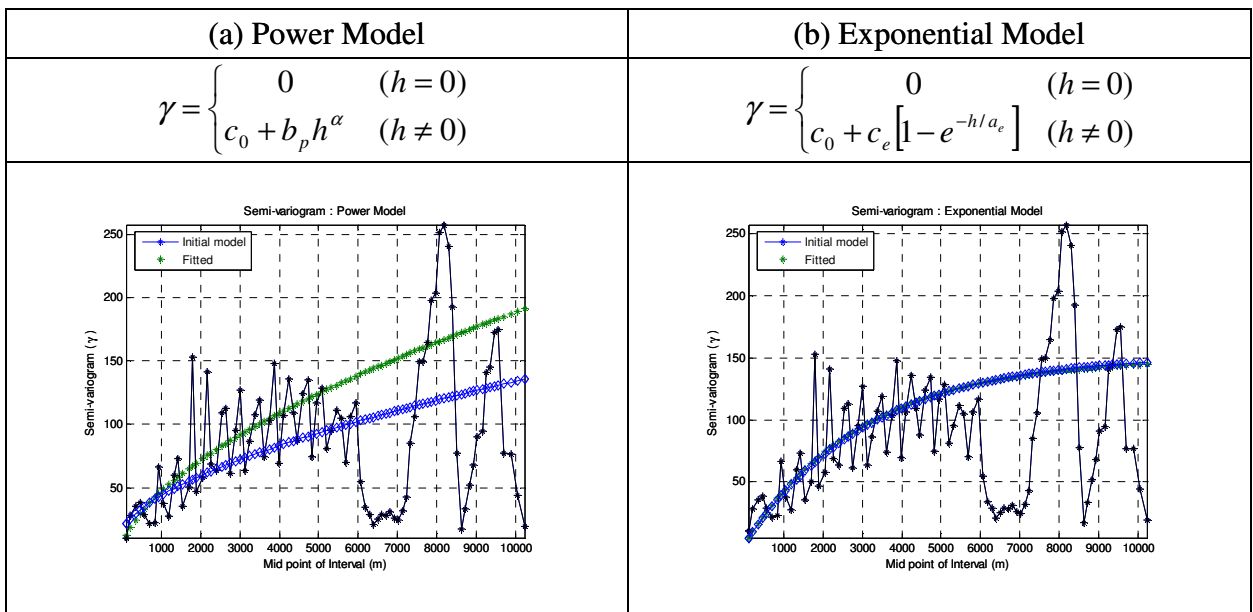 (a) Power Model
(b) Exponential Model
γ = { 0 (h = 0)
c₀ + bₚh^α (h ≠ 0)
γ = { 0 (h = 0)
c₀ + cₑ[1 − e^(−h/aₑ)] (h ≠ 0)
Semi-variogram : Power Model
Initial model
Fitted
250
200
150
100
50
Semi-variogram (γ)
1000 2000 3000 4000 5000 6000 7000 8000 9000 10000
Mid point of Interval (m)
Semi-variogram : Exponential Model
Initial model
Fitted
250
200
150
100
50
Semi-variogram (γ)
1000 2000 3000 4000 5000 6000 7000 8000 9000 10000
Mid point of Interval (m)